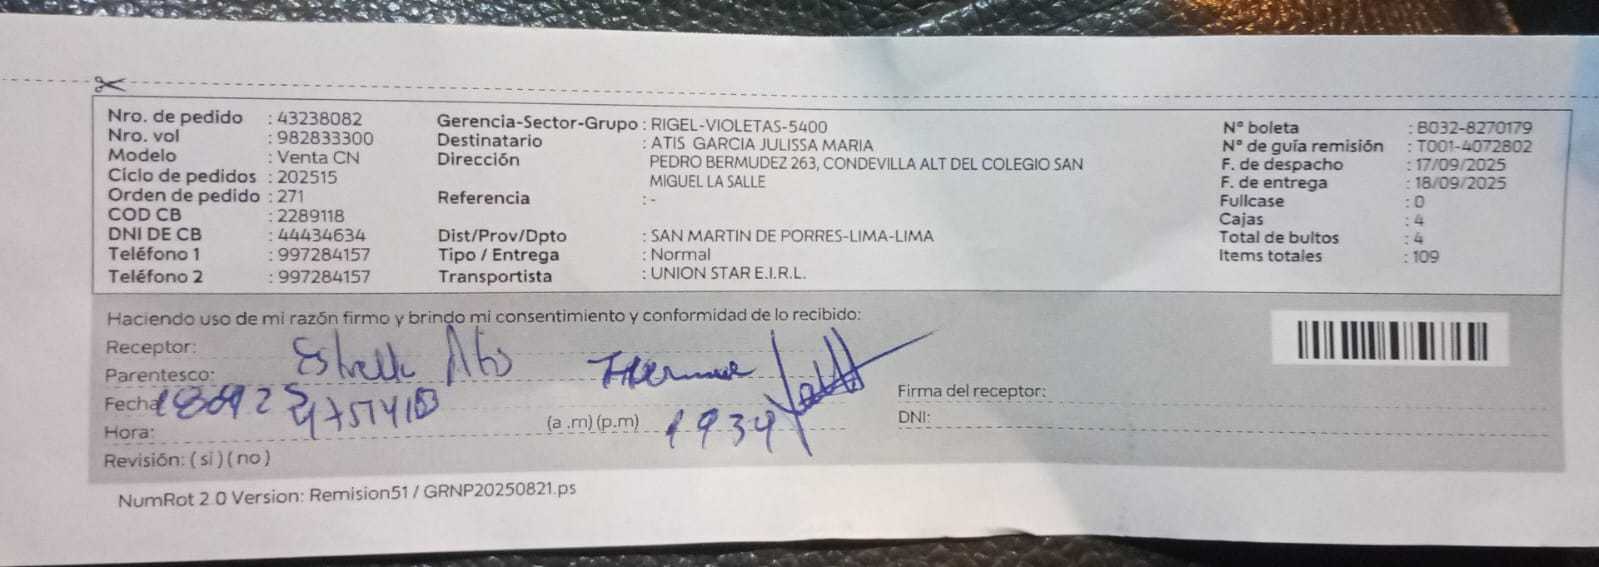 Nro. de pedido : 43238082
Nro. vol : 982833300
Modelo : Venta CN
Ciclo de pedidos : 202515
Orden de pedido : 271
COD CB : 2289118
DNI DE CB : 44434634
Teléfono 1 : 997284157
Teléfono 2 : 997284157
Gerencia-Sector-Grupo : RIGEL-VIOLETAS-5400
Destinatario : ATIS GARCIA JULISSA MARIA
Dirección PEDRO BERMUDEZ 263, CONDEVILLA ALT DEL COLEGIO SAN
MIGUEL LA SALLE
Referencia : -
Dist/Prov/Dpto : SAN MARTIN DE PORRES-LIMA-LIMA
Tipo / Entrega : Normal
Transportista : UNION STAR E.I.R.L.
N° boleta : B032-8270179
N° de guía remisión : T001-4072802
F. de despacho : 17/09/2025
F. de entrega : 18/09/2025
Fullcase : 0
Cajas : 4
Total de bultos : 4
Items totales : 109
Haciendo uso de mi razón firmo y brindo mi consentimiento y conformidad de lo recibido:
Receptor: Atis
Parentesco:
Fecha
Hora: (a .m) (p.m) 1934
Revisión: ( si ) ( no )
Firma del receptor:
DNI:
NumRot 2.0 Version: Remision51 / GRNP20250821.ps